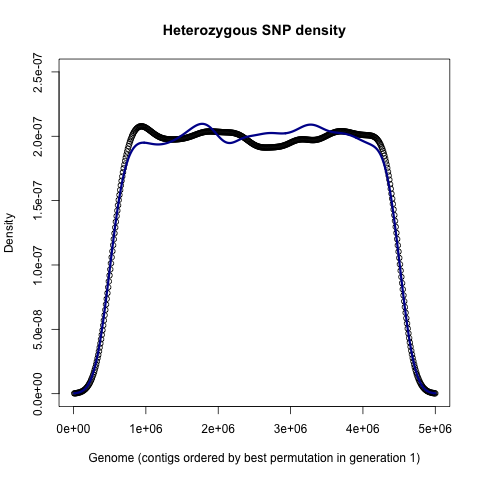 Heterozygous SNP density
Density
2.5e-07
2.0e-07
1.5e-07
1.0e-07
5.0e-08
0.0e+00
0e+00 1e+06 2e+06 3e+06 4e+06 5e+06
Genome (contigs ordered by best permutation in generation 1)